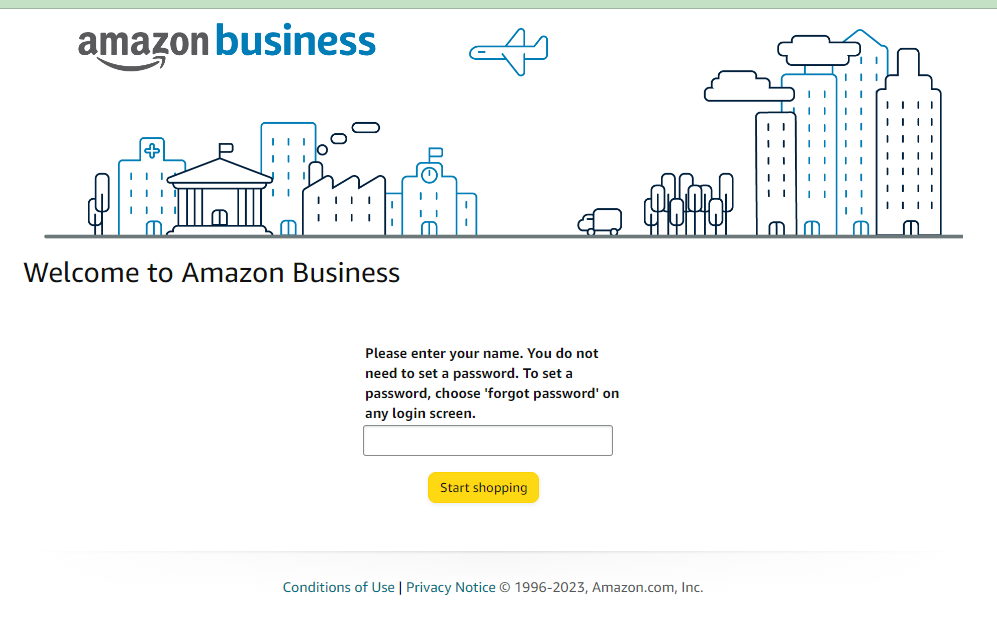 amazon business
Welcome to Amazon Business
Please enter your name. You do not
need to set a password. To set a
password, choose 'forgot password' on
any login screen.
Start shopping
Conditions of Use | Privacy Notice © 1996-2023, Amazon.com, Inc.